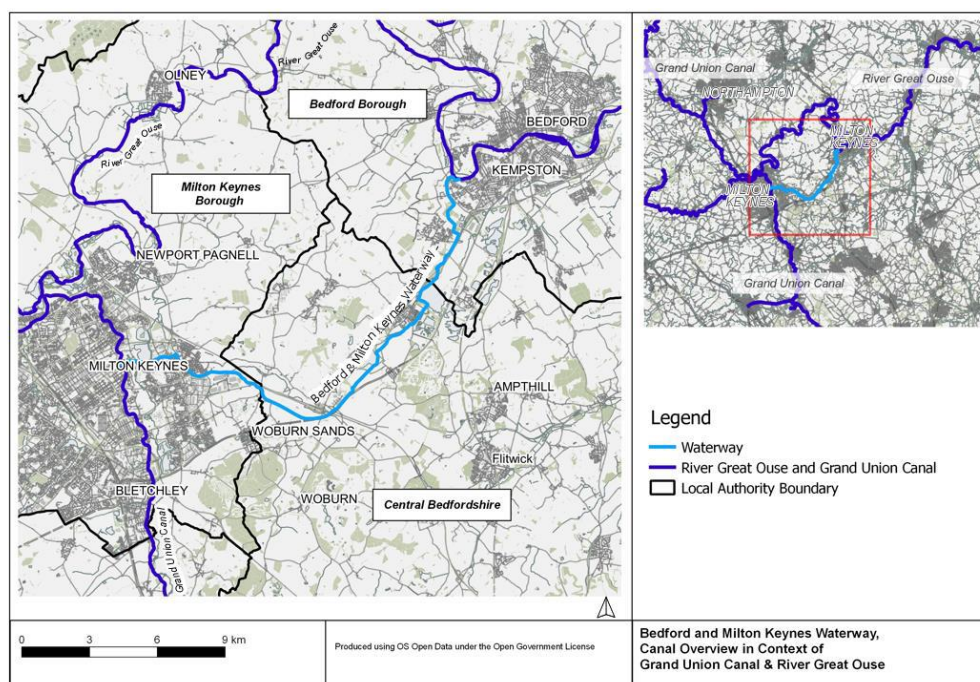 River Great Ouse
OLNEY
Bedford Borough
BEDFORD
River Great Ouse
KEMPSTON
Milton Keynes
Borough
NEWPORT PAGNELL
Bedford & Milton Keynes Waterway
MILTON KEYNES
AMPTHILL
WOBURN SANDS
Flitwick
BLETCHLEY
WOBURN
Central Bedfordshire
Grand Union Canal
Grand Union Canal
River Great Ouse
NORTHAMPTON
MILTON
KEYNES
MILTON
KEYNES
Grand Union Canal
Legend
Waterway
River Great Ouse and Grand Union Canal
Local Authority Boundary
0 3 6 9 km
Produced using OS Open Data under the Open Government License
Bedford and Milton Keynes Waterway,
Canal Overview in Context of
Grand Union Canal & River Great Ouse